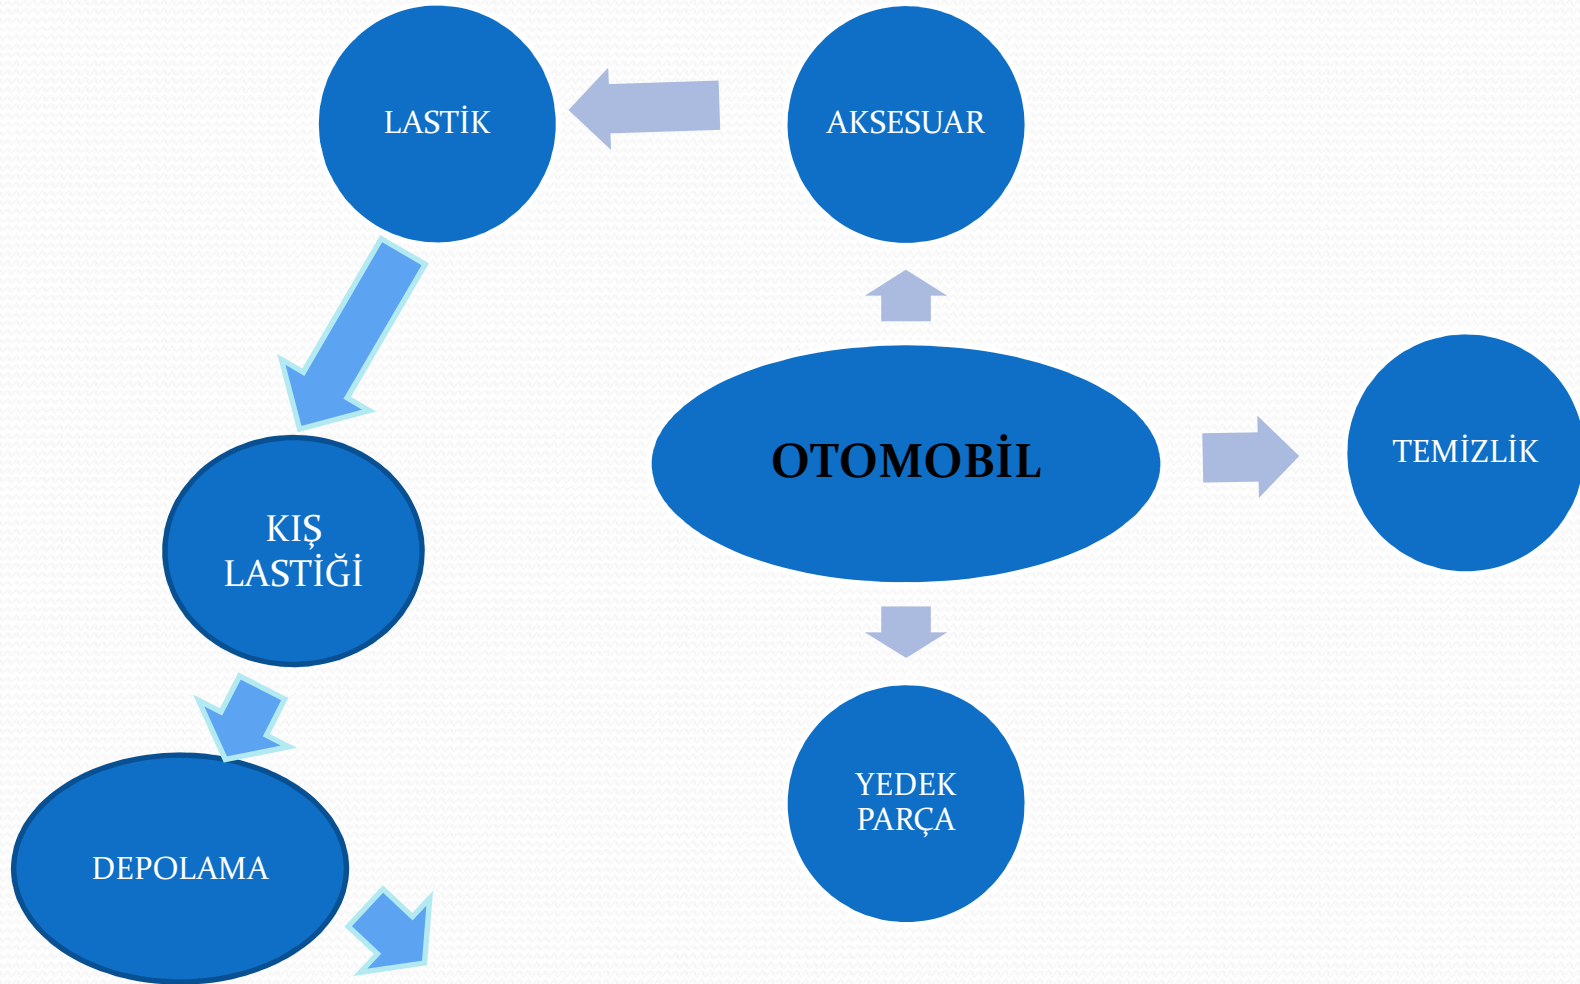 LASTİK
AKSESUAR
OTOMOBİL
TEMİZLİK
KIŞ
LASTİĞİ
YEDEK
PARÇA
DEPOLAMA